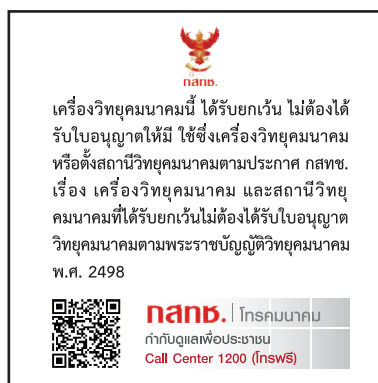 กสทช.
เครื่องวิทยุคมนาคมนี้ ได้รับยกเว้น ไม่ต้องได้
รับใบอนุญาตให้มี ใช้ซึ่งเครื่องวิทยุคมนาคม
หรือตั้งสถานีวิทยุคมนาคมตามประกาศ กสทช.
เรื่อง เครื่องวิทยุคมนาคม และสถานีวิทยุ
คมนาคมที่ได้รับยกเว้นไม่ต้องได้รับใบอนุญาต
วิทยุคมนาคมตามพระราชบัญญัติวิทยุคมนาคม
พ.ศ. 2498
กสทช. | โทรคมนาคม
กำกับดูแลเพื่อประชาชน
Call Center 1200 (โทรฟรี)